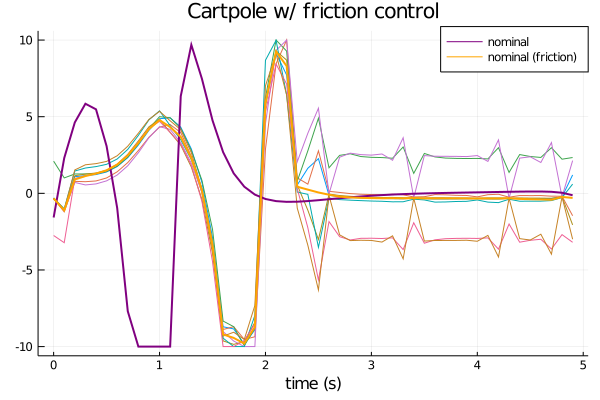 Cartpole w/ friction control
nominal
nominal (friction)
10
5
0
-5
-10
0 1 2 3 4 5
time (s)